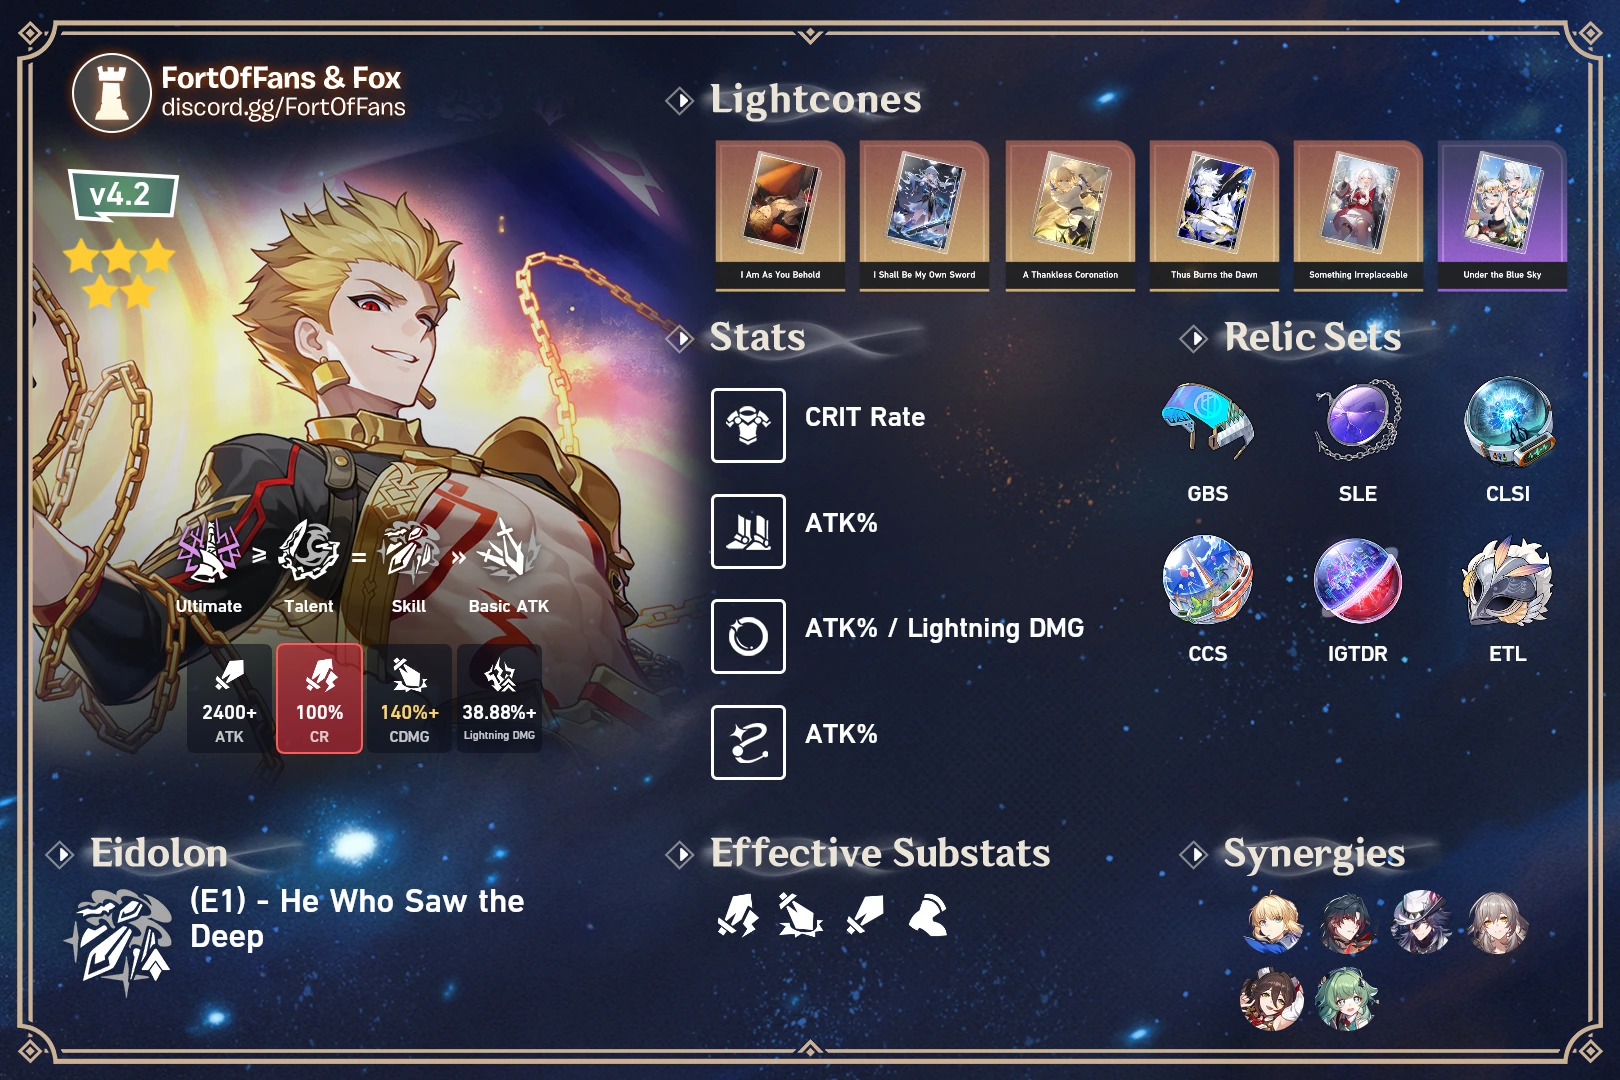 FortOfFans & Fox
discord.gg/FortOfFans
v4.2
Ultimate
≥
Talent
=
Skill
»
Basic ATK
2400+
ATK
100%
CR
140%+
CDMG
38.88%+
Lightning DMG
Lightcones
I Am As You Behold
I Shall Be My Own Sword
A Thankless Coronation
Thus Burns the Dawn
Something Irreplaceable
Under the Blue Sky
Stats
CRIT Rate
ATK%
ATK% / Lightning DMG
ATK%
Relic Sets
GBS
SLE
CLSI
CCS
IGTDR
ETL
Eidolon
(E1) - He Who Saw the
Deep
Effective Substats
Synergies